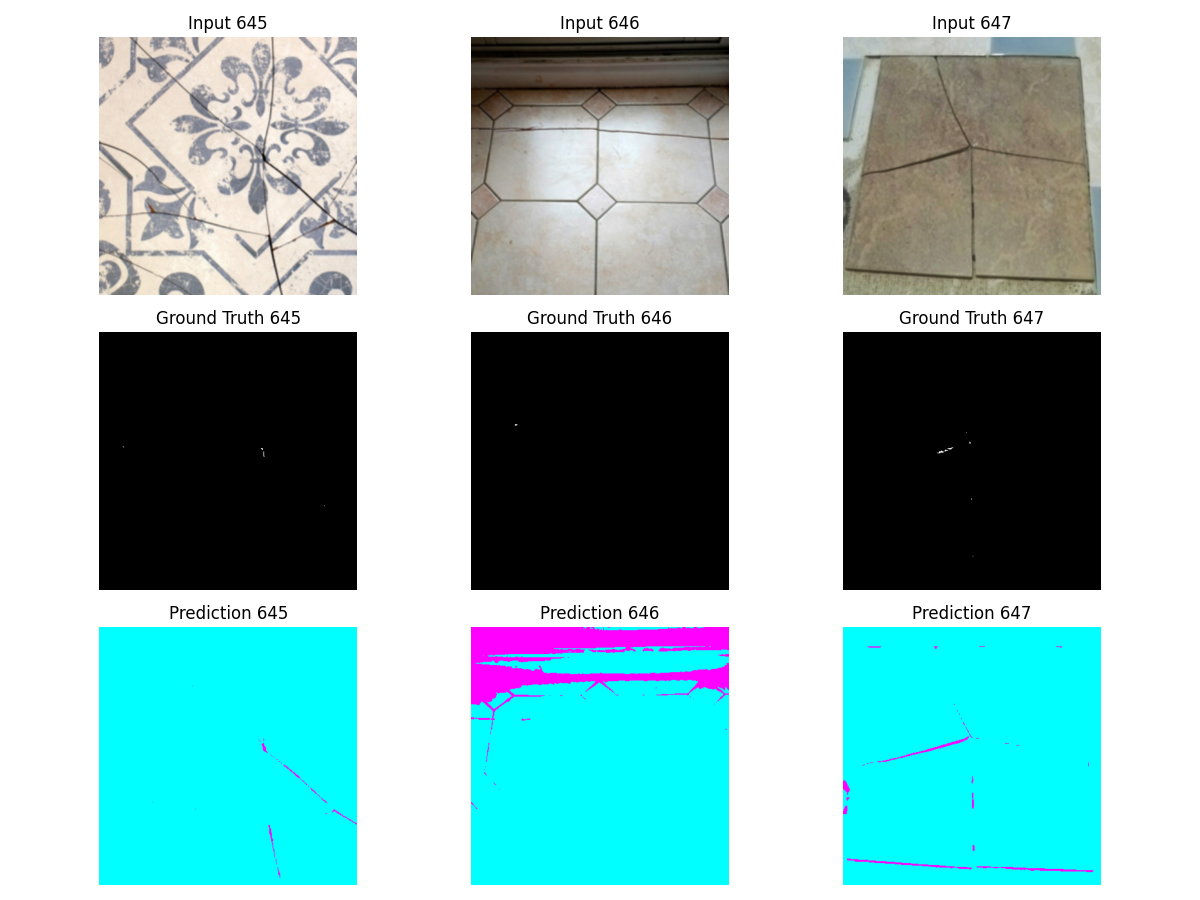 Input 645
Input 646
Input 647
Ground Truth 645
Ground Truth 646
Ground Truth 647
Prediction 645
Prediction 646
Prediction 647